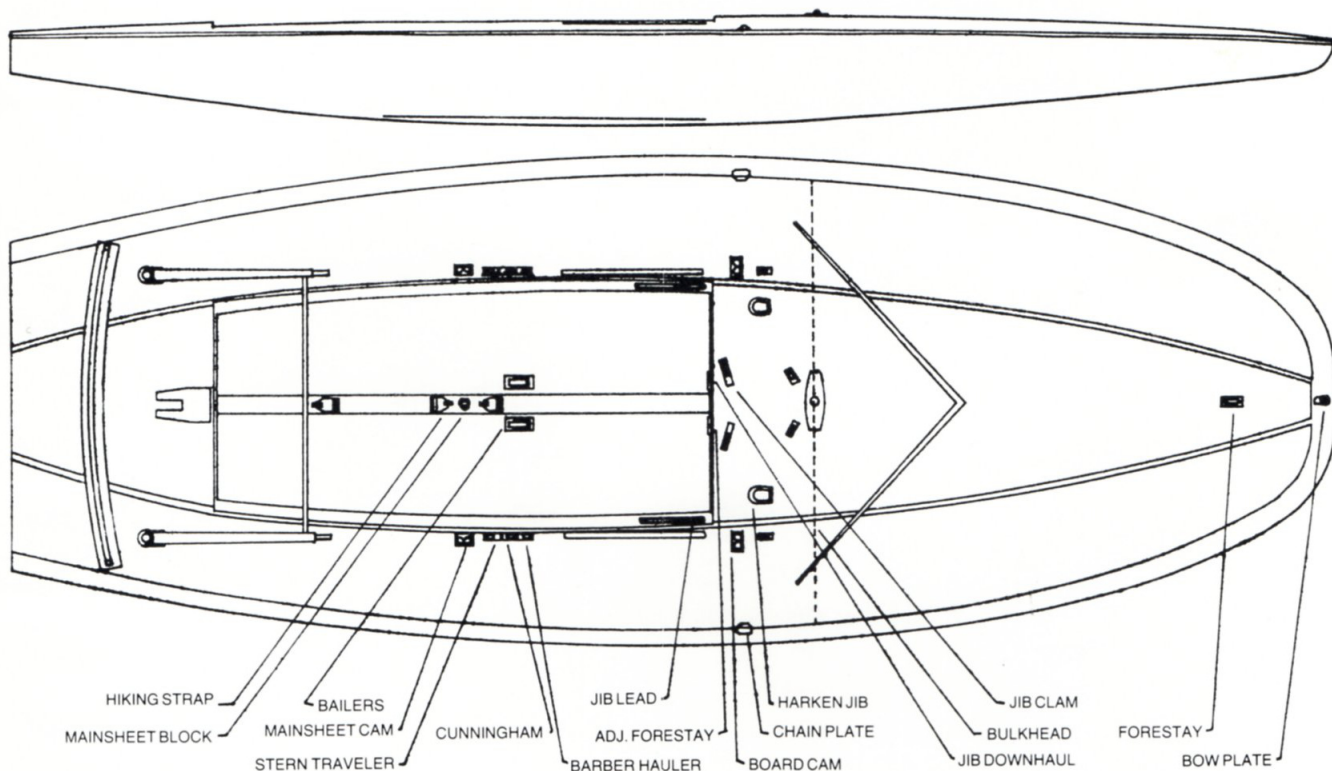 HIKING STRAP
BAILERS
JIB LEAD
HARKEN JIB
JIB CLAM
MAINSHEET BLOCK
MAINSHEET CAM
CUNNINGHAM
ADJ. FORESTAY
CHAIN PLATE
BULKHEAD
FORESTAY
STERN TRAVELER
BARBER HAULER
BOARD CAM
JIB DOWNHAUL
BOW PLATE